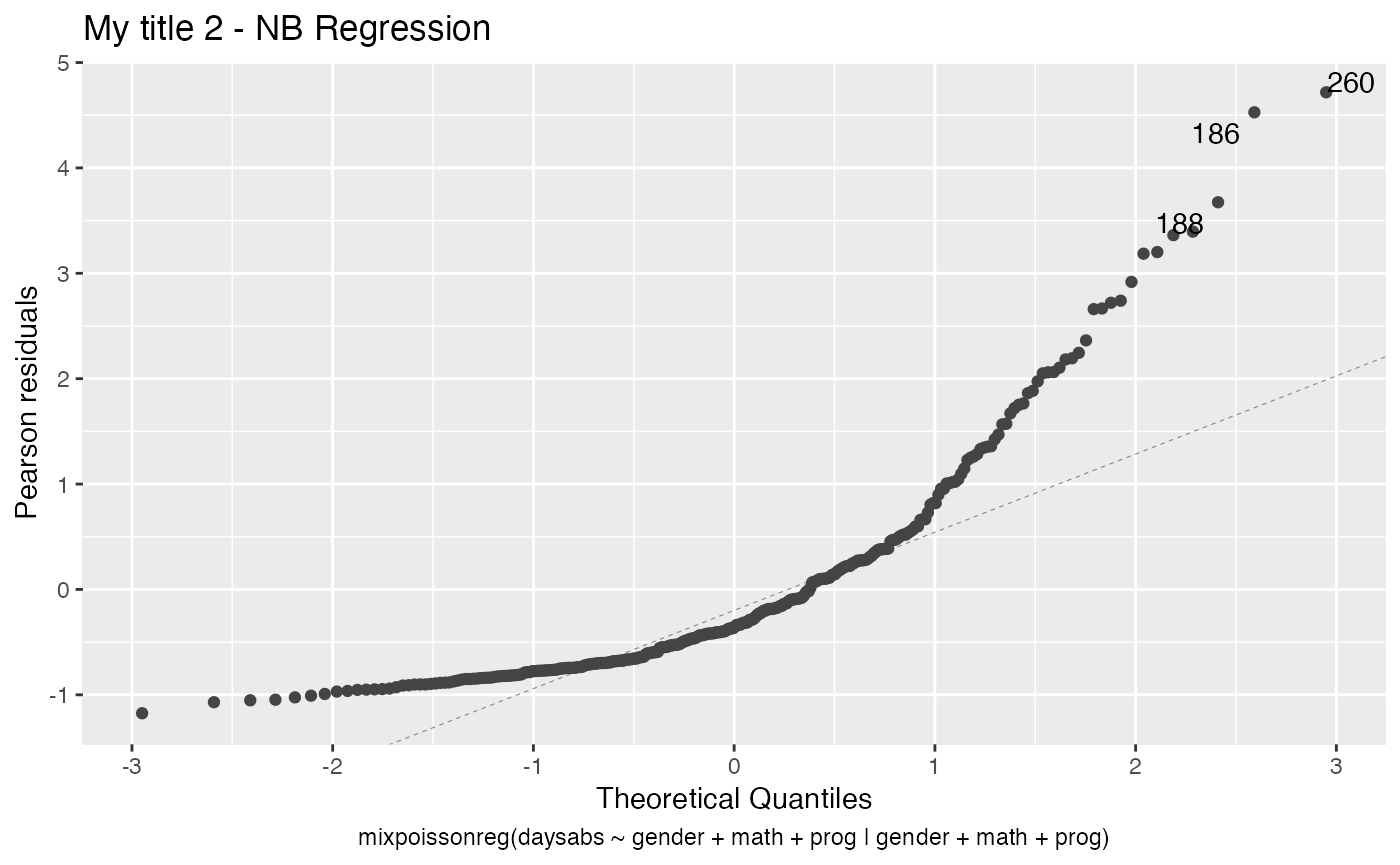 My title 2 - NB Regression
5
4
3
2
1
0
-1
Pearson residuals
260
186
188
-3 -2 -1 0 1 2 3
Theoretical Quantiles
mixpoissonreg(daysabs ~ gender + math + prog | gender + math + prog)